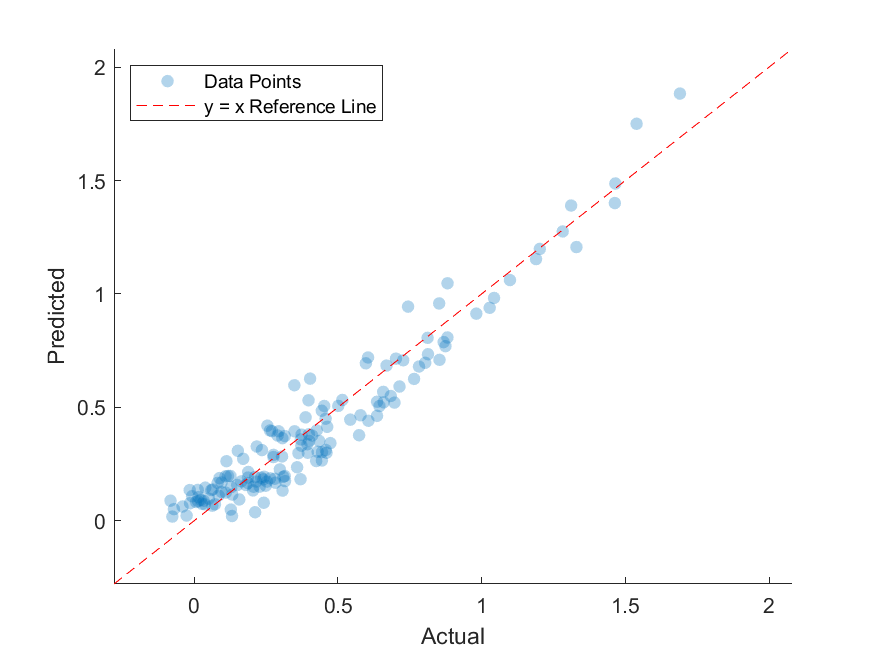 Data Points
y = x Reference Line
2
1.5
1
0.5
0
Predicted
0
0.5
1
1.5
2
Actual